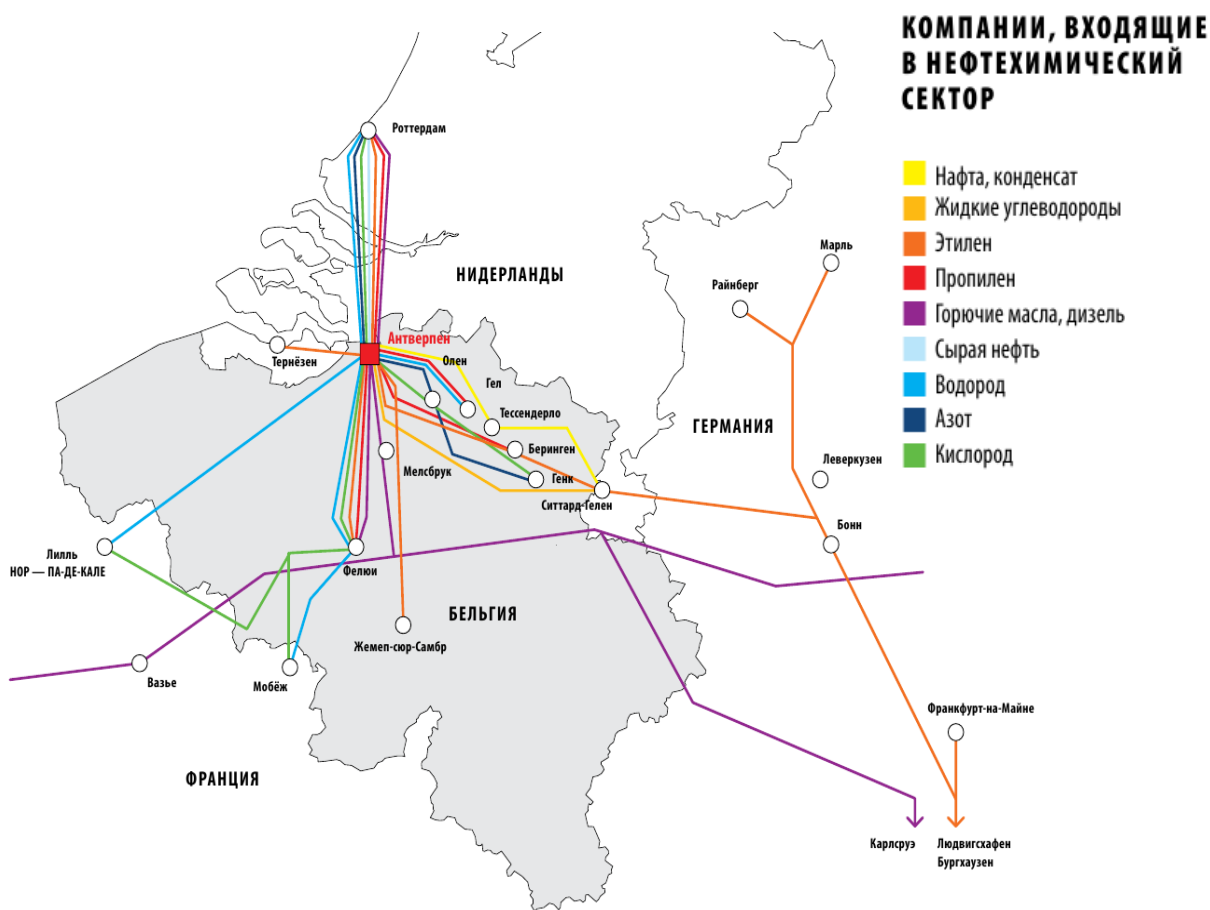 КОМПАНИИ, ВХОДЯЩИЕ
В НЕФТЕХИМИЧЕСКИЙ
СЕКТОР
Нафта, конденсат
Жидкие углеводороды
Этилен
Пропилен
Горючие масла, дизель
Сырая нефть
Водород
Азот
Кислород
Роттердам
НИДЕРЛАНДЫ
Марль
Райнберг
Антверпен
Тернёзен
Олен
Гел
Тессендерло
ГЕРМАНИЯ
Беринген
Мелсбрук
Леверкузен
Генк
Ситтард-Гелен
Бонн
Лилль
НОР — ПА-ДЕ-КАЛЕ
Фелюи
БЕЛЬГИЯ
Жемеп-сюр-Самбр
Вазье
Мобёж
Франкфурт-на-Майне
ФРАНЦИЯ
Карлсруэ
Людвигсхафен
Бургхаузен